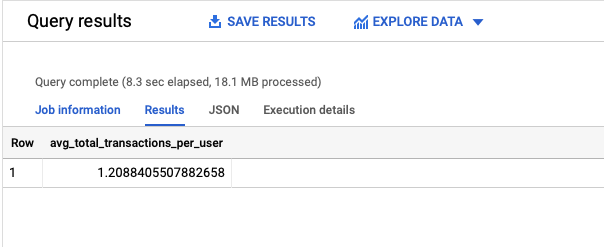 Query results SAVE RESULTS EXPLORE DATA
Query complete (8.3 sec elapsed, 18.1 MB processed)
Job information Results JSON Execution details
Row avg_total_transactions_per_user
1 1.2088405507882658